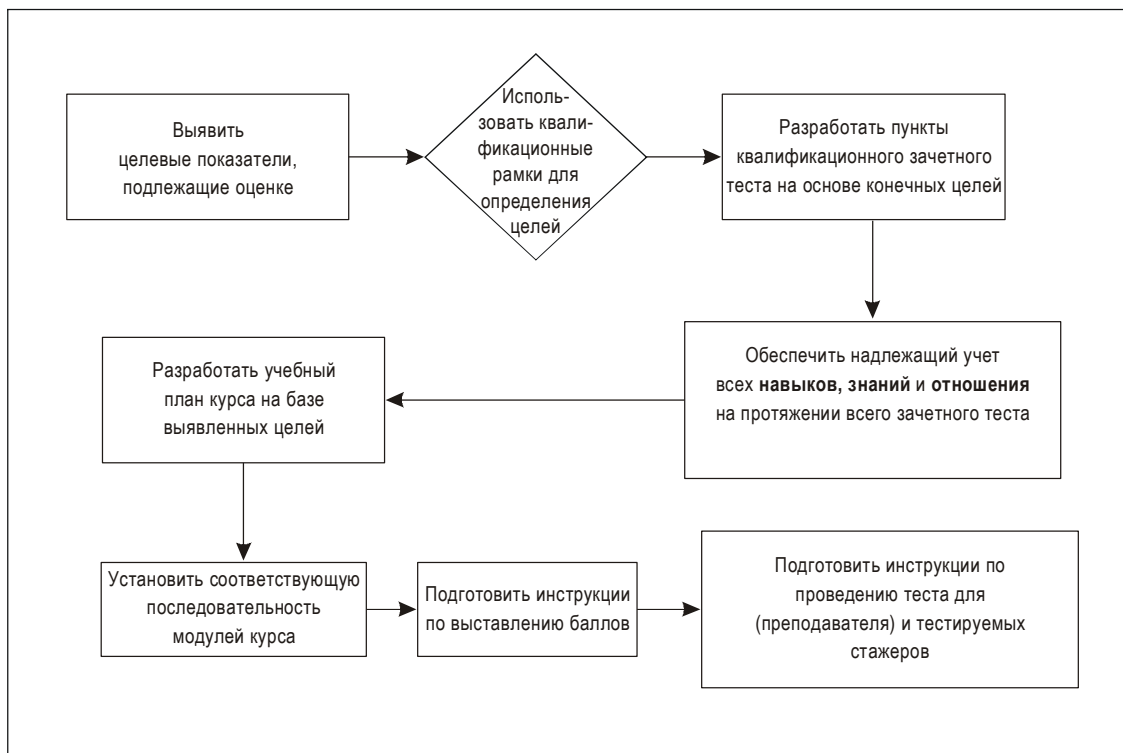 Выявить
целевые показатели,
подлежащие оценке
Исполь-
зовать квали-
фикационные
рамки для
определения
целей
Разработать пункты
квалификационного зачетного
теста на основе конечных целей
Обеспечить надлежащий учет
всех навыков, знаний и отношения
на протяжении всего зачетного теста
Разработать учебный
план курса на базе
выявленных целей
Установить соответствующую
последовательность
модулей курса
Подготовить инструкции
по выставлению баллов
Подготовить инструкции по
проведению теста для
(преподавателя) и тестируемых
стажеров